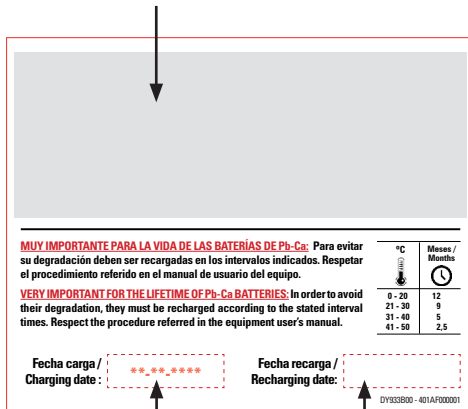 MUY IMPORTANTE PARA LA VIDA DE LAS BATERÍAS DE Pb-Ca: Para evitar
su degradación deben ser recargadas en los intervalos indicados. Respetar
el procedimiento referido en el manual de usuario del equipo.
VERY IMPORTANT FOR THE LIFETIME OF Pb-Ca BATTERIES: In order to avoid
their degradation, they must be recharged according to the stated interval
times. Respect the procedure referred in the equipment user's manual.
ºC Meses /
Months
0 - 20 12
21 - 30 9
31 - 40 5
41 - 50 2,5
Fecha carga /
Charging date :
**-**-****
Fecha recarga /
Recharging date:
DY933B00 - 401AF000001